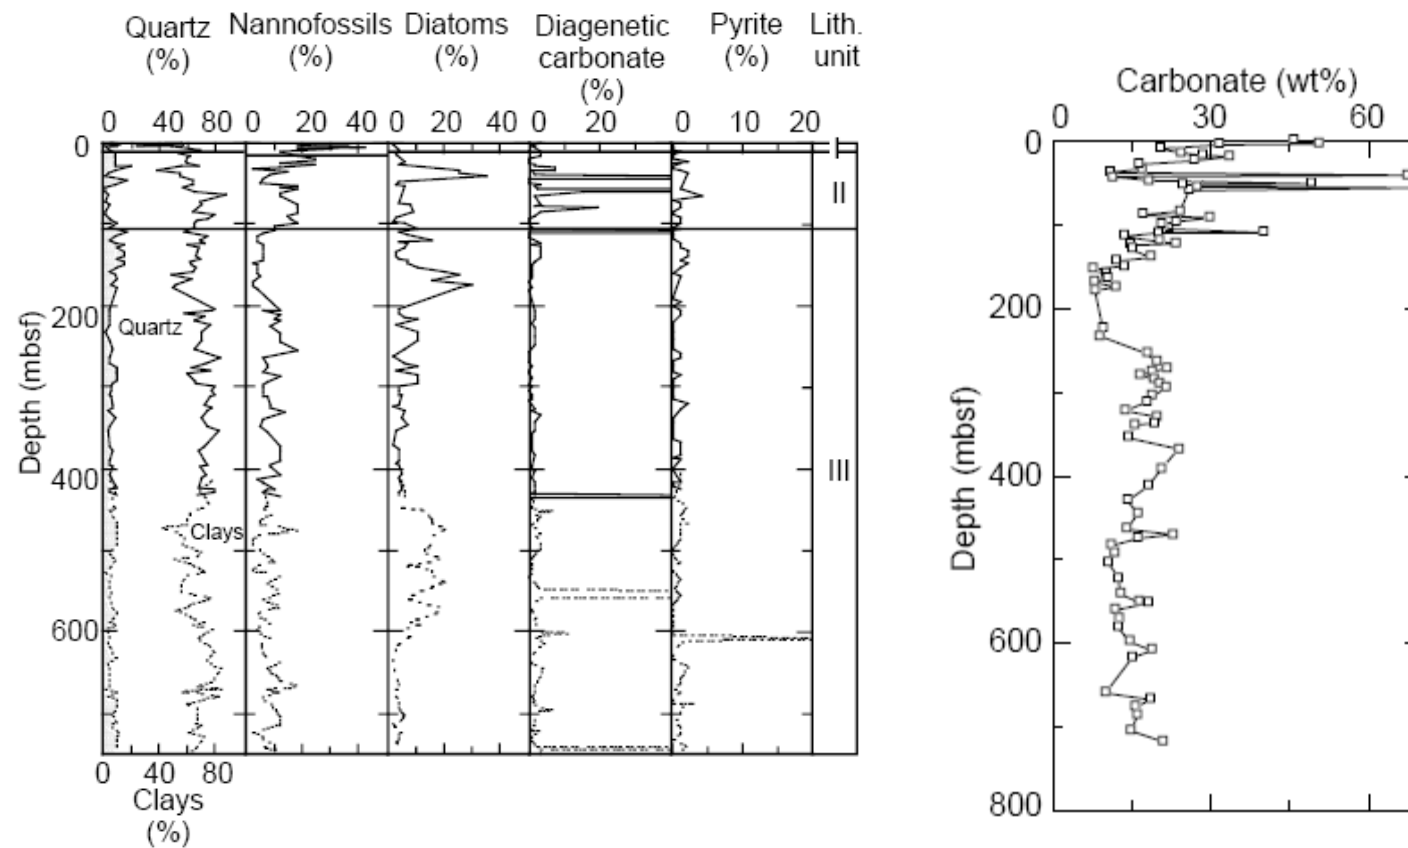 Quartz Nannofossils Diatoms Diagenetic Pyrite Lith.
(%) (%) (%) carbonate (%) unit
(%)
0 40 80 0 20 40 0 20 40 0 20 0 10 20
0
200
400
600
Depth (mbsf)
Quartz
Clays
I
II
III
0 40 80
Clays
(%)
Carbonate (wt%)
0 30 60
0
200
400
600
800
Depth (mbsf)